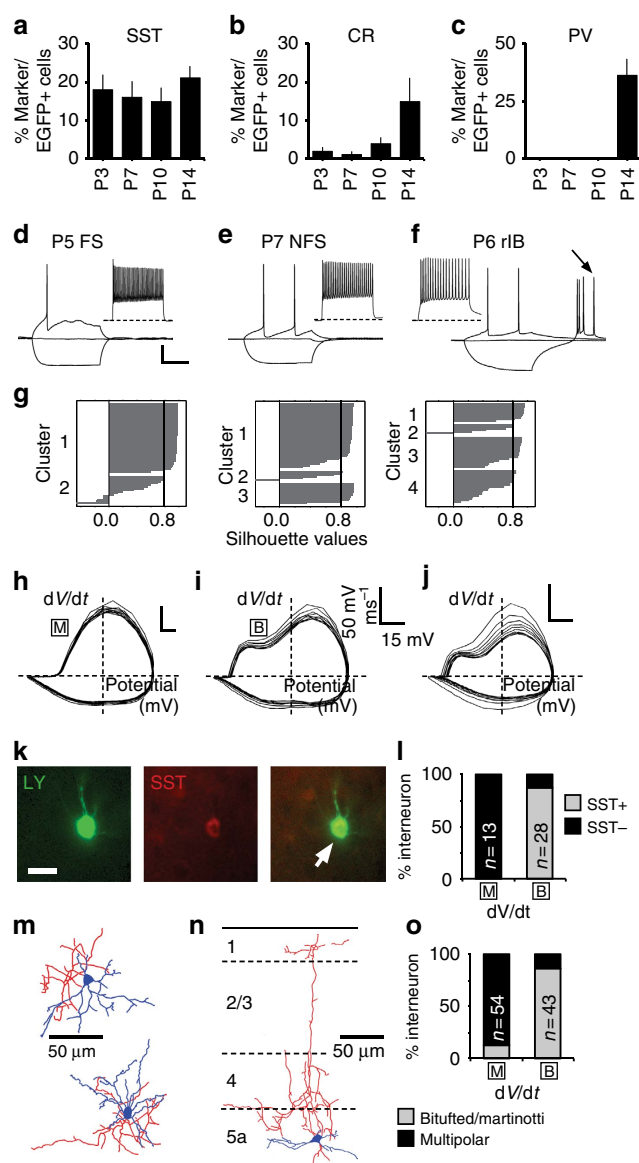 a
SST
% Marker/
EGFP+ cells
30
20
10
0
P3
P7
P10
P14
b
CR
% Marker/
EGFP+ cells
30
20
10
0
P3
P7
P10
P14
c
PV
% Marker/
EGFP+ cells
50
25
0
P3
P7
P10
P14
d
P5 FS
e
P7 NFS
f
P6 rIB
g
Cluster
1
2
0.0
0.8
Cluster
1
2
3
0.0
0.8
Silhouette values
Cluster
1
2
3
4
0.0
0.8
h
dV/dt
M
Potential
(mV)
i
dV/dt
B
Potential
(mV)
50 mV
ms−1
15 mV
j
dV/dt
Potential
(mV)
k
LY
SST
l
% interneuron
100
50
0
n = 13
n = 28
M
B
dV/dt
SST+
SST−
m
50 μm
n
1
2/3
4
5a
50 μm
o
% interneuron
100
50
0
n = 54
n = 43
M
B
dV/dt
Bitufted/martinotti
Multipolar